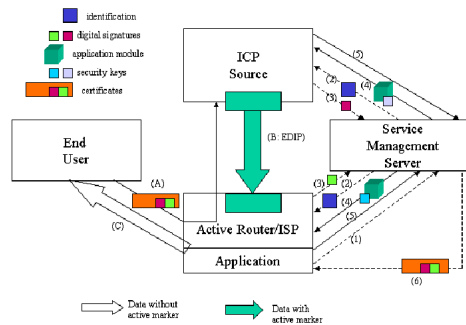 identification
digital signatures
application module
security keys
certificates
ICP
Source
(5)
(2)
(4)
(3)
End
User
(B: EDIP)
Service
Management
Server
(A)
(3)
(2)
(4)
(5)
(1)
(C)
Active Router/ISP
Application
(6)
Data without
active marker
Data with
active marker